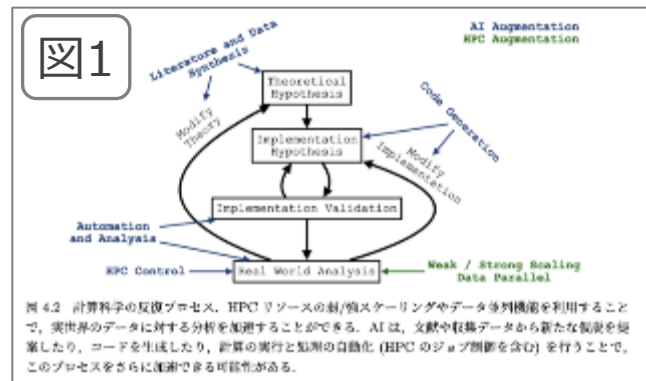 図1
AI Augmentation
HPC Augmentation
Literature and Data
Synthesis
Theoretical
Hypothesis
Modify
Theory
Code Generation
Implementation
Hypothesis
Modify
Implementation
Implementation Validation
Automation
and Analysis
HPC Control
Real World Analysis
Weak / Strong Scaling
Data Parallel
図 4.2 計算科学の反復プロセス. HPC リソースの弱/強スケーリングやデータ並列機能を利用すること
で, 実世界のデータに対する分析を加速することができる. AI は, 文献や収集データから新たな仮説を提
案したり, コードを生成したり, 計算の実行と処理の自動化 (HPC のジョブ制御を含む) を行うことで,
このプロセスをさらに加速できる可能性がある.